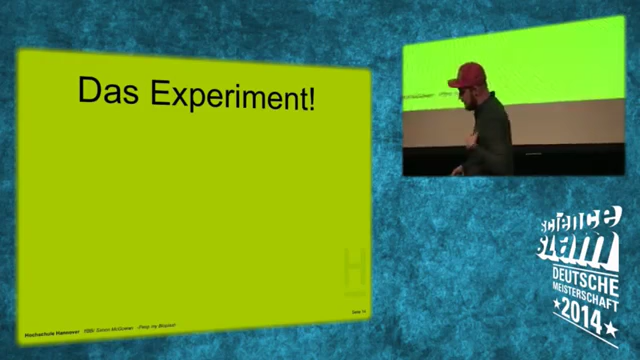 Das Experiment!
Hochschule Hannover
science
slam
DEUTSCHE
MEISTERSCHAFT
★2014★